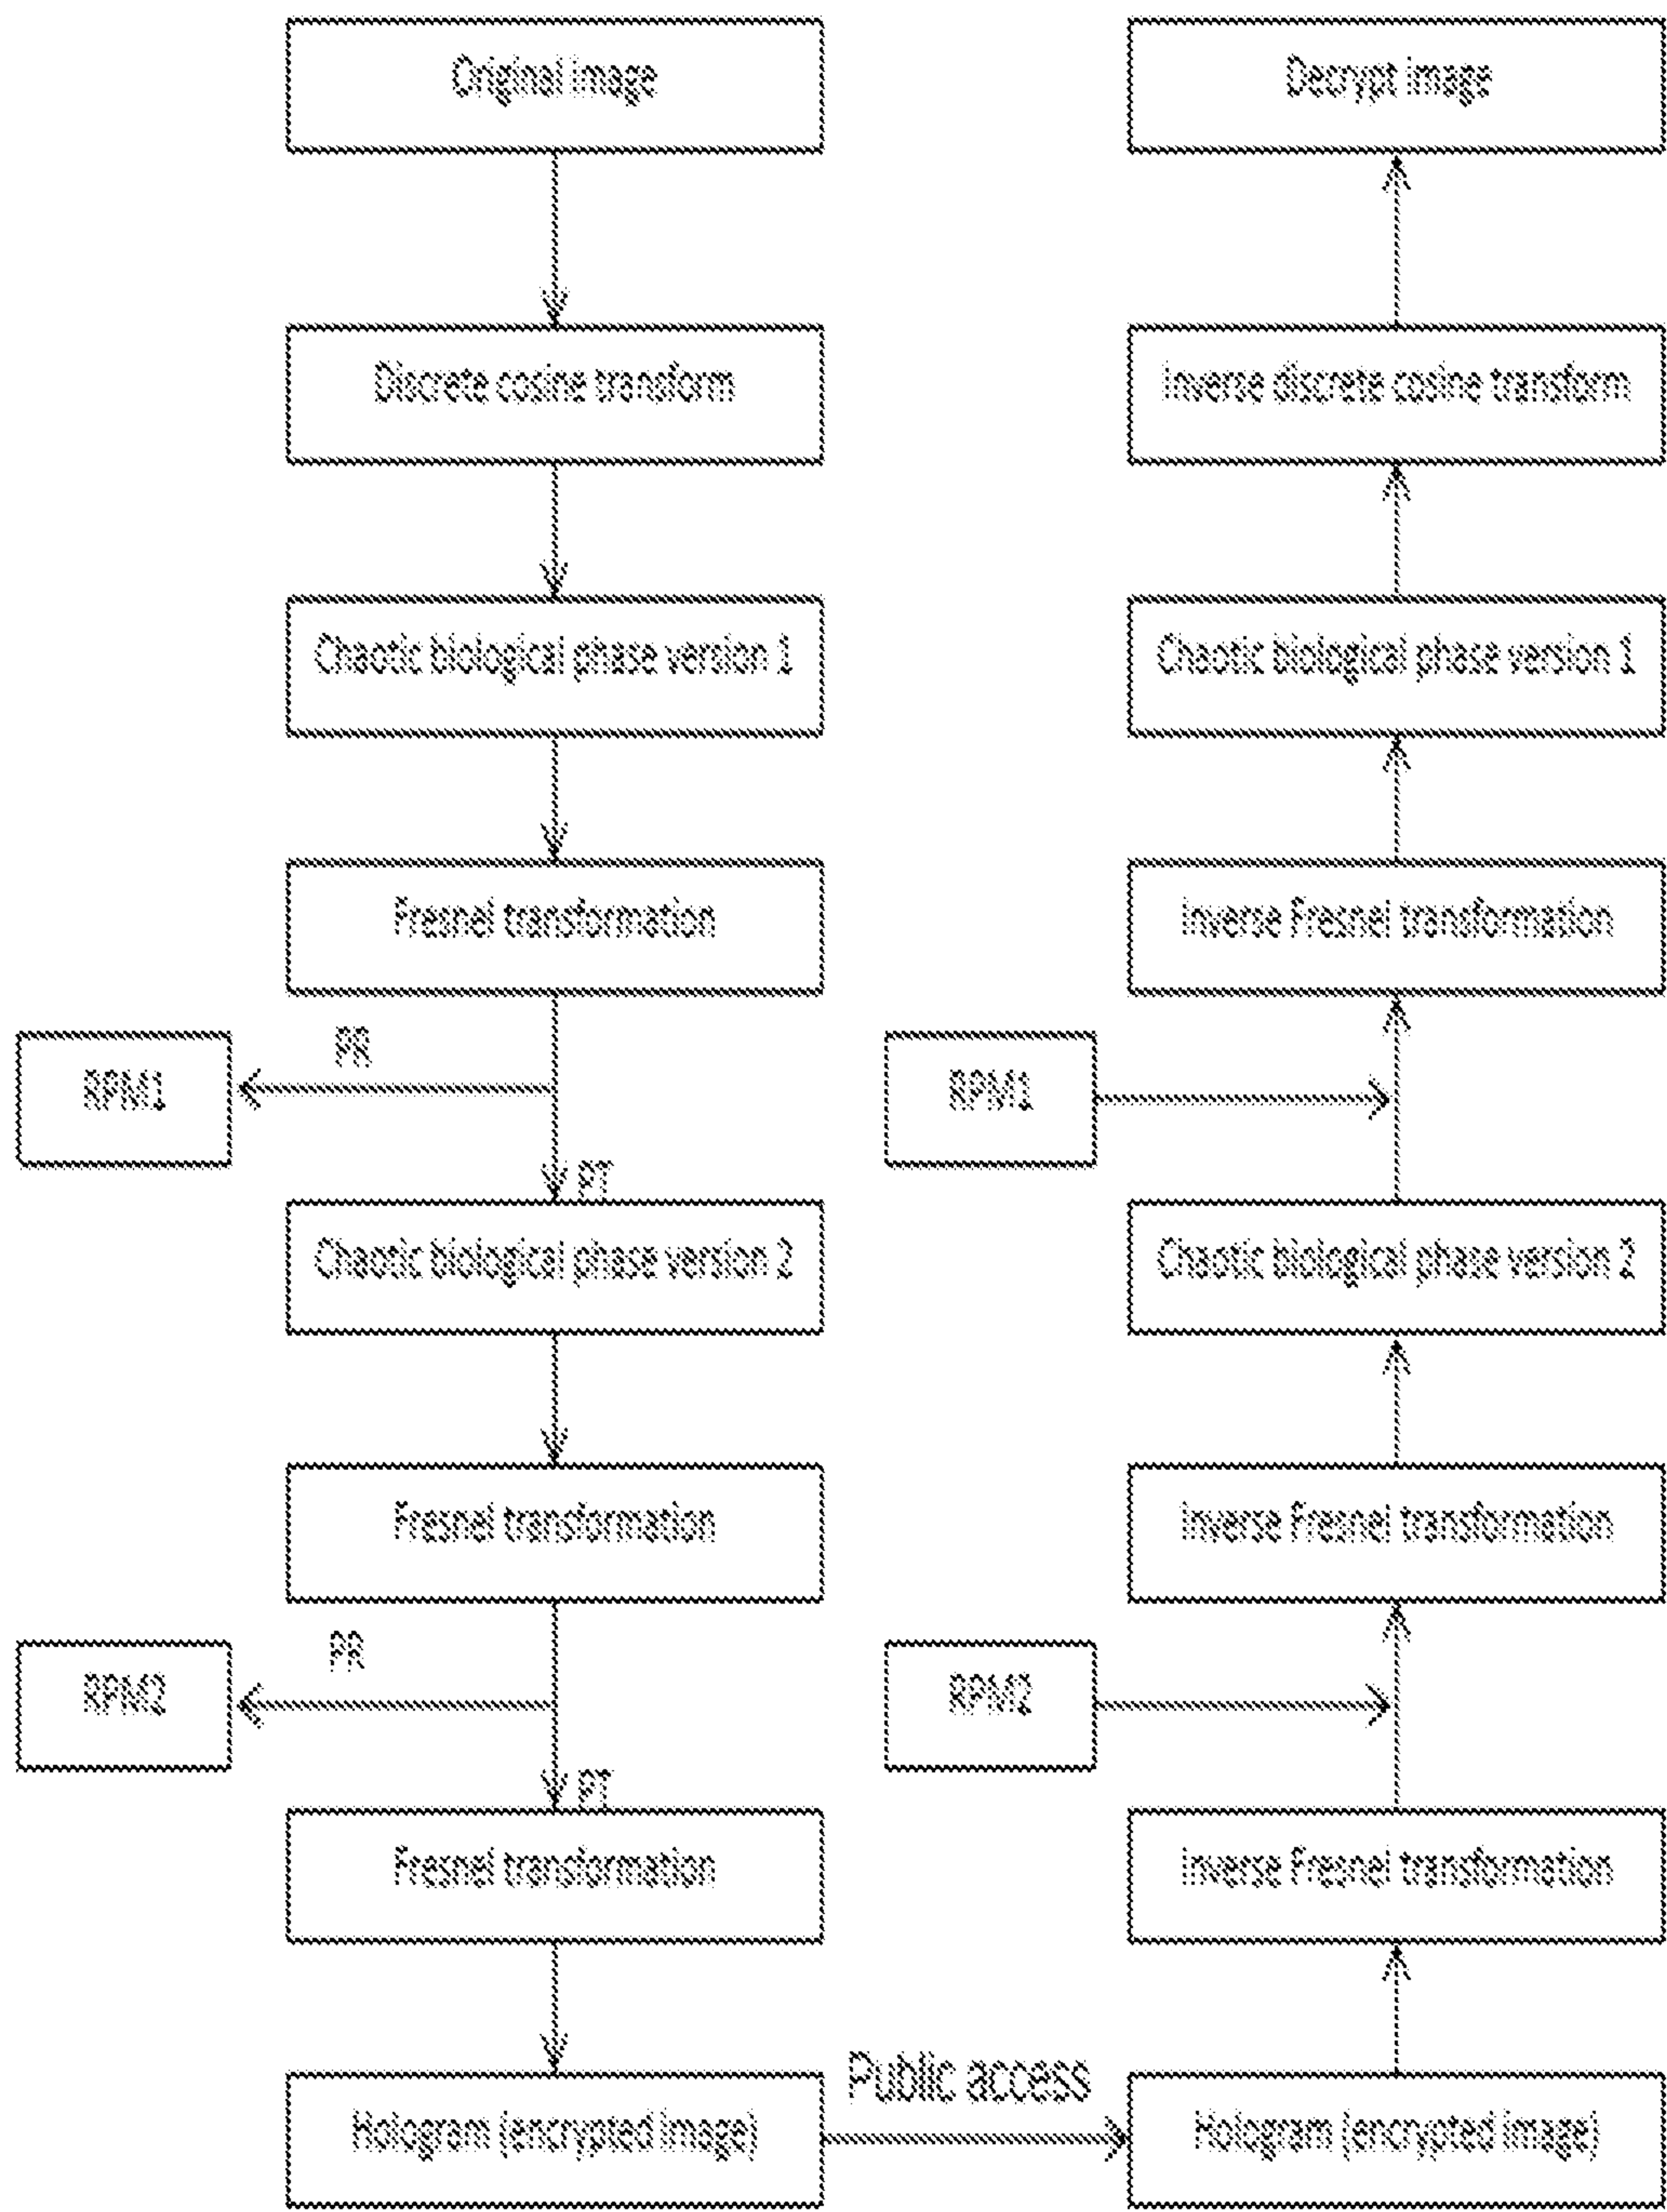 Original image
Discrete cosine transform
Chaotic biological phase version 1
Fresnel transformation
PR
RPM1
PT
Chaotic biological phase version 2
Fresnel transformation
PR
RPM2
PT
Fresnel transformation
Hologram (encrypted image)
Public access
Decrypt image
Inverse discrete cosine transform
Chaotic biological phase version 1
Inverse Fresnel transformation
RPM1
Chaotic biological phase version 2
Inverse Fresnel transformation
RPM2
Inverse Fresnel transformation
Hologram (encrypted image)